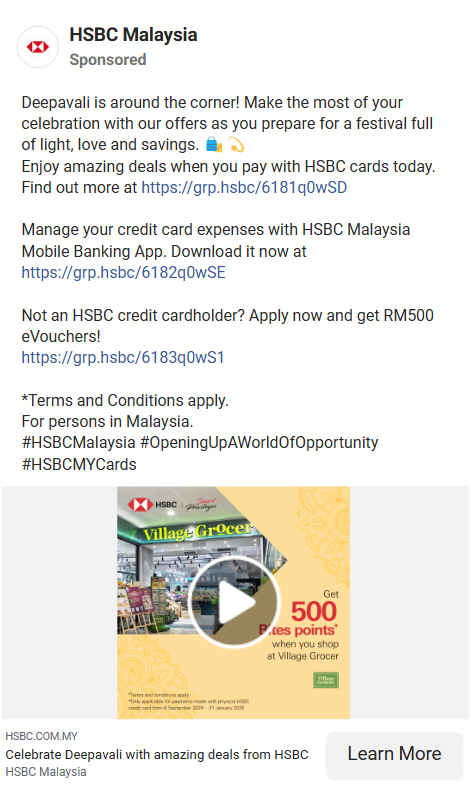 HSBC Malaysia
Sponsored
Deepavali is around the corner! Make the most of your
celebration with our offers as you prepare for a festival full
of light, love and savings. 🛍️ 💫
Enjoy amazing deals when you pay with HSBC cards today.
Find out more at https://grp.hsbc/6181q0wSD
Manage your credit card expenses with HSBC Malaysia
Mobile Banking App. Download it now at
https://grp.hsbc/6182q0wSE
Not an HSBC credit cardholder? Apply now and get RM500
eVouchers!
https://grp.hsbc/6183q0wS1
*Terms and Conditions apply.
For persons in Malaysia.
#HSBCMalaysia #OpeningUpAWorldOfOpportunity
#HSBCMYCards
HSBC
Privileges
Village Grocer
Get
500
Bites points*
when you shop
at Village Grocer
Village
Grocer
*Terms and conditions apply
*Only applicable for payments made with physical HSBC
credit card from 9 September 2024 - 31 January 2025
HSBC.COM.MY
Celebrate Deepavali with amazing deals from HSBC
HSBC Malaysia
Learn More